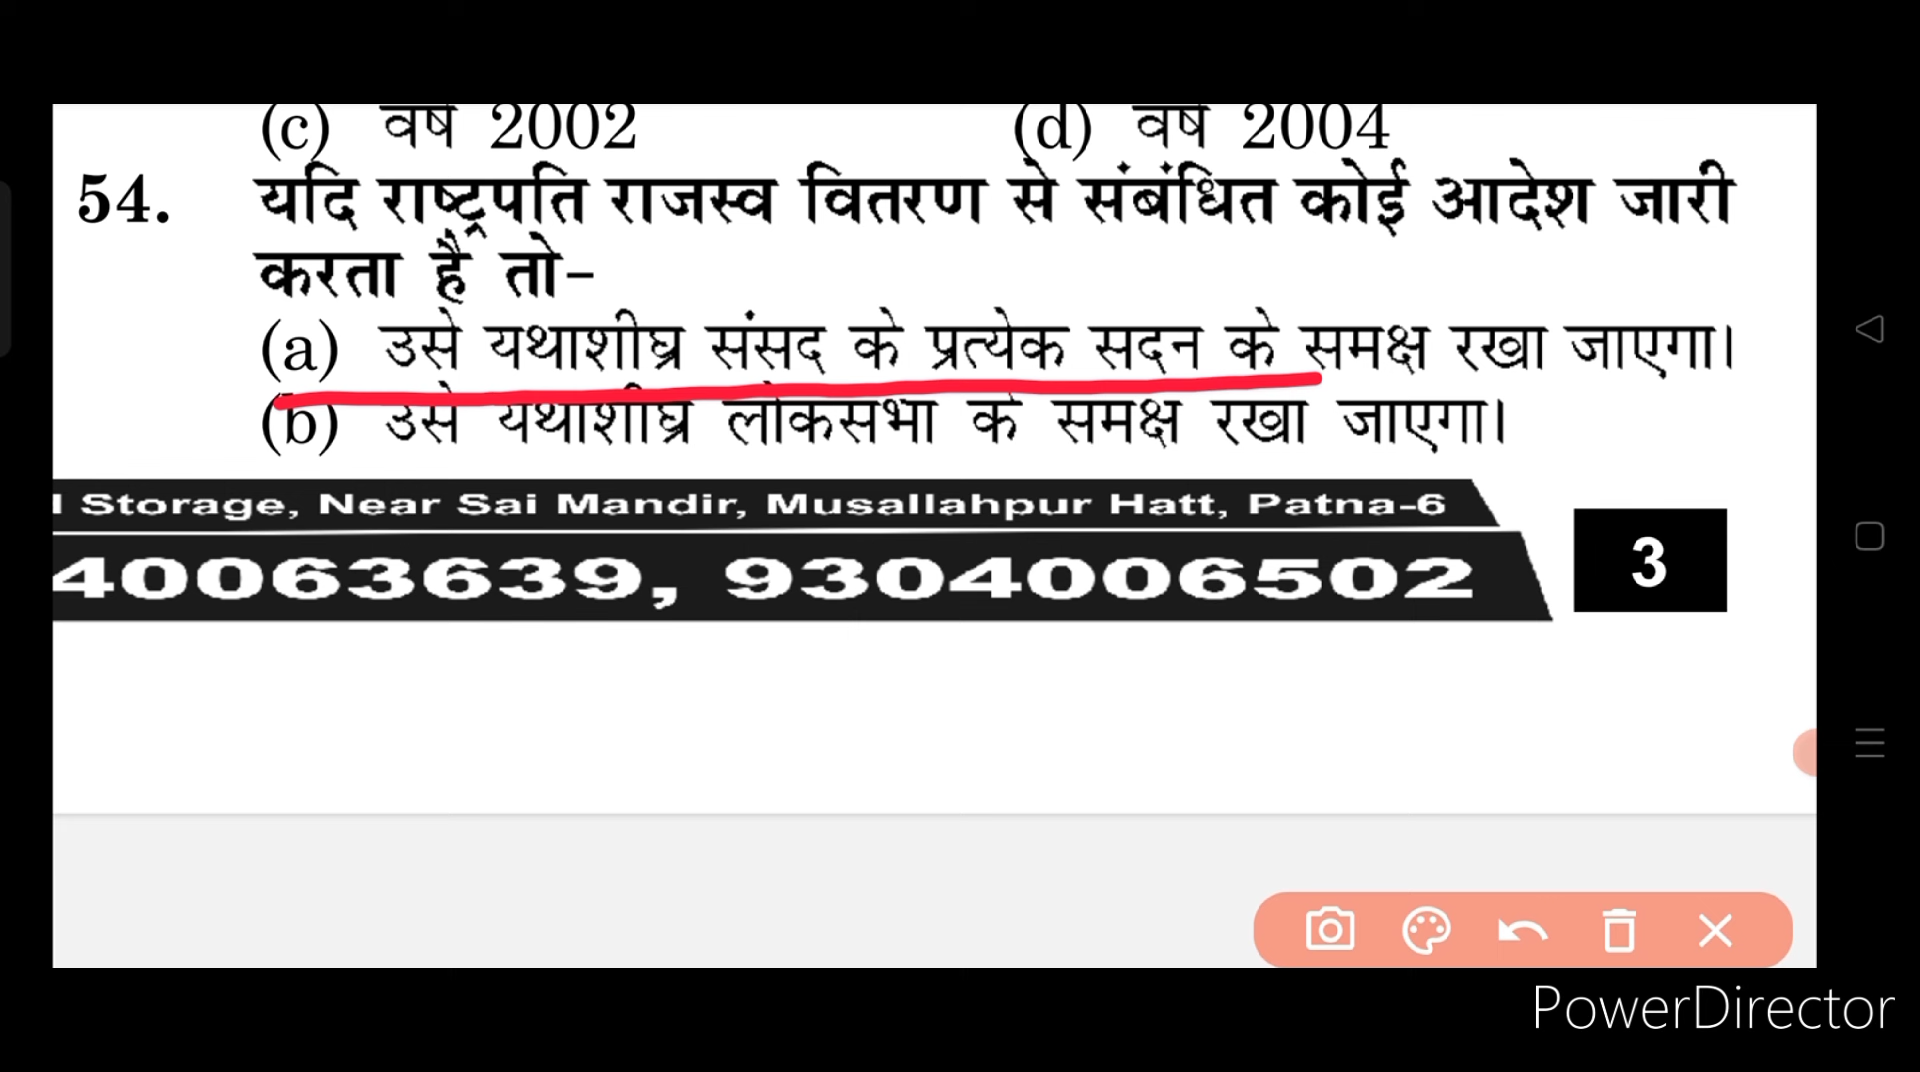 (c) वर्ष 2002 (d) वर्ष 2004
54. यदि राष्ट्रपति राजस्व वितरण से संबंधित कोई आदेश जारी
करता है तो-
(a) उसे यथाशीघ्र संसद के प्रत्येक सदन के समक्ष रखा जाएगा।
(b) उसे यथाशीघ्र लोकसभा के समक्ष रखा जाएगा।
l Storage, Near Sai Mandir, Musallahpur Hatt, Patna-6
40063639, 9304006502
3
PowerDirector